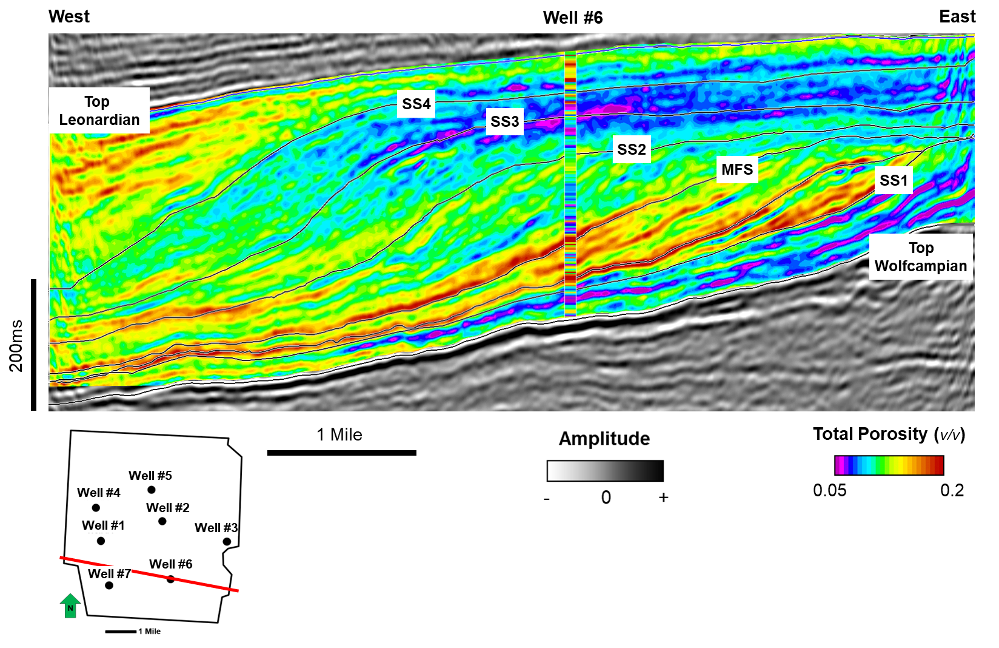 West
Well #6
East
Top
Leonardian
SS4
SS3
SS2
MFS
SS1
Top
Wolfcampian
200ms
1 Mile
Amplitude
- 0 +
Total Porosity (v/v)
0.05 0.2
Well #5
Well #4
Well #2
Well #1
Well #3
Well #6
Well #7
N
1 Mile